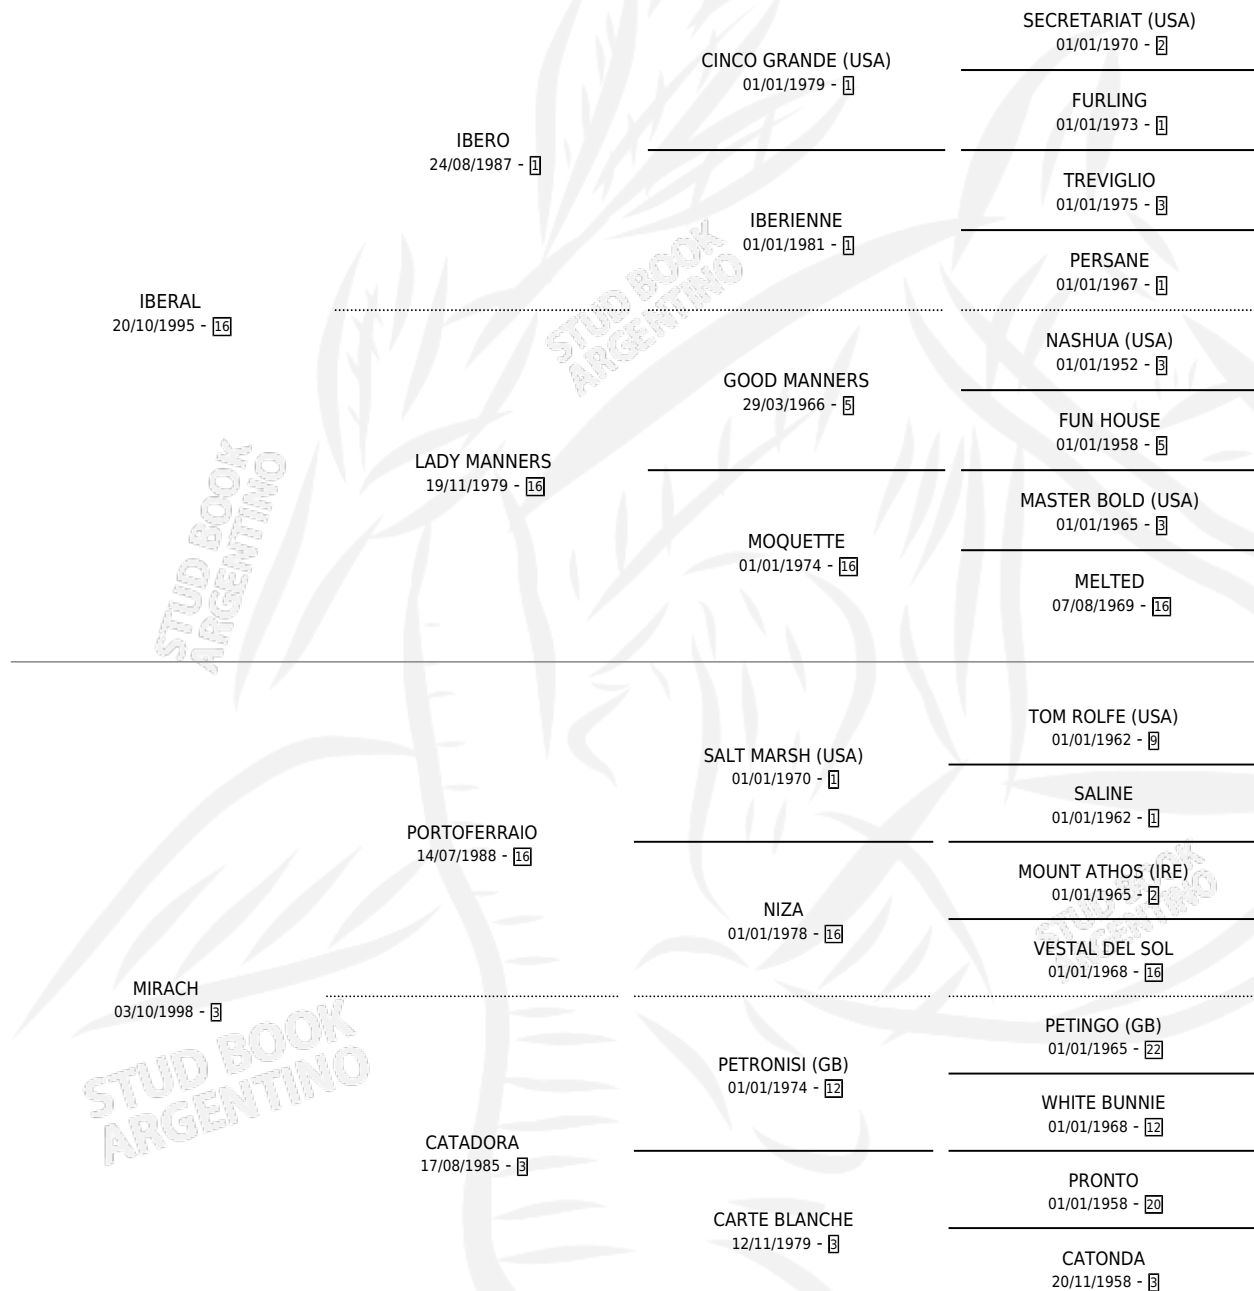 SECRETARIAT (USA)
01/01/1970 - 2
CINCO GRANDE (USA)
01/01/1979 - 1
FURLING
01/01/1973 - 1
IBERO
24/08/1987 - 1
TREVIGLIO
01/01/1975 - 3
IBERIENNE
01/01/1981 - 1
PERSANE
01/01/1967 - 1
IBERAL
20/10/1995 - 16
NASHUA (USA)
01/01/1952 - 3
GOOD MANNERS
29/03/1966 - 5
FUN HOUSE
01/01/1958 - 5
LADY MANNERS
19/11/1979 - 16
MASTER BOLD (USA)
01/01/1965 - 3
MOQUETTE
01/01/1974 - 16
MELTED
07/08/1969 - 16
STUD BOOK
ARGENTINO
STUD BOOK
ARGENTINO
TOM ROLFE (USA)
01/01/1962 - 9
SALT MARSH (USA)
01/01/1970 - 1
SALINE
01/01/1962 - 1
PORTOFERRAIO
14/07/1988 - 16
MOUNT ATHOS (IRE)
01/01/1965 - 2
NIZA
01/01/1978 - 16
VESTAL DEL SOL
01/01/1968 - 16
MIRACH
03/10/1998 - 3
PETINGO (GB)
01/01/1965 - 22
PETRONISI (GB)
01/01/1974 - 12
WHITE BUNNIE
01/01/1968 - 12
CATADORA
17/08/1985 - 3
PRONTO
01/01/1958 - 20
CARTE BLANCHE
12/11/1979 - 3
CATONDA
20/11/1958 - 3
STUD BOOK
ARGENTINO
STUD BOOK
ARGENTINO